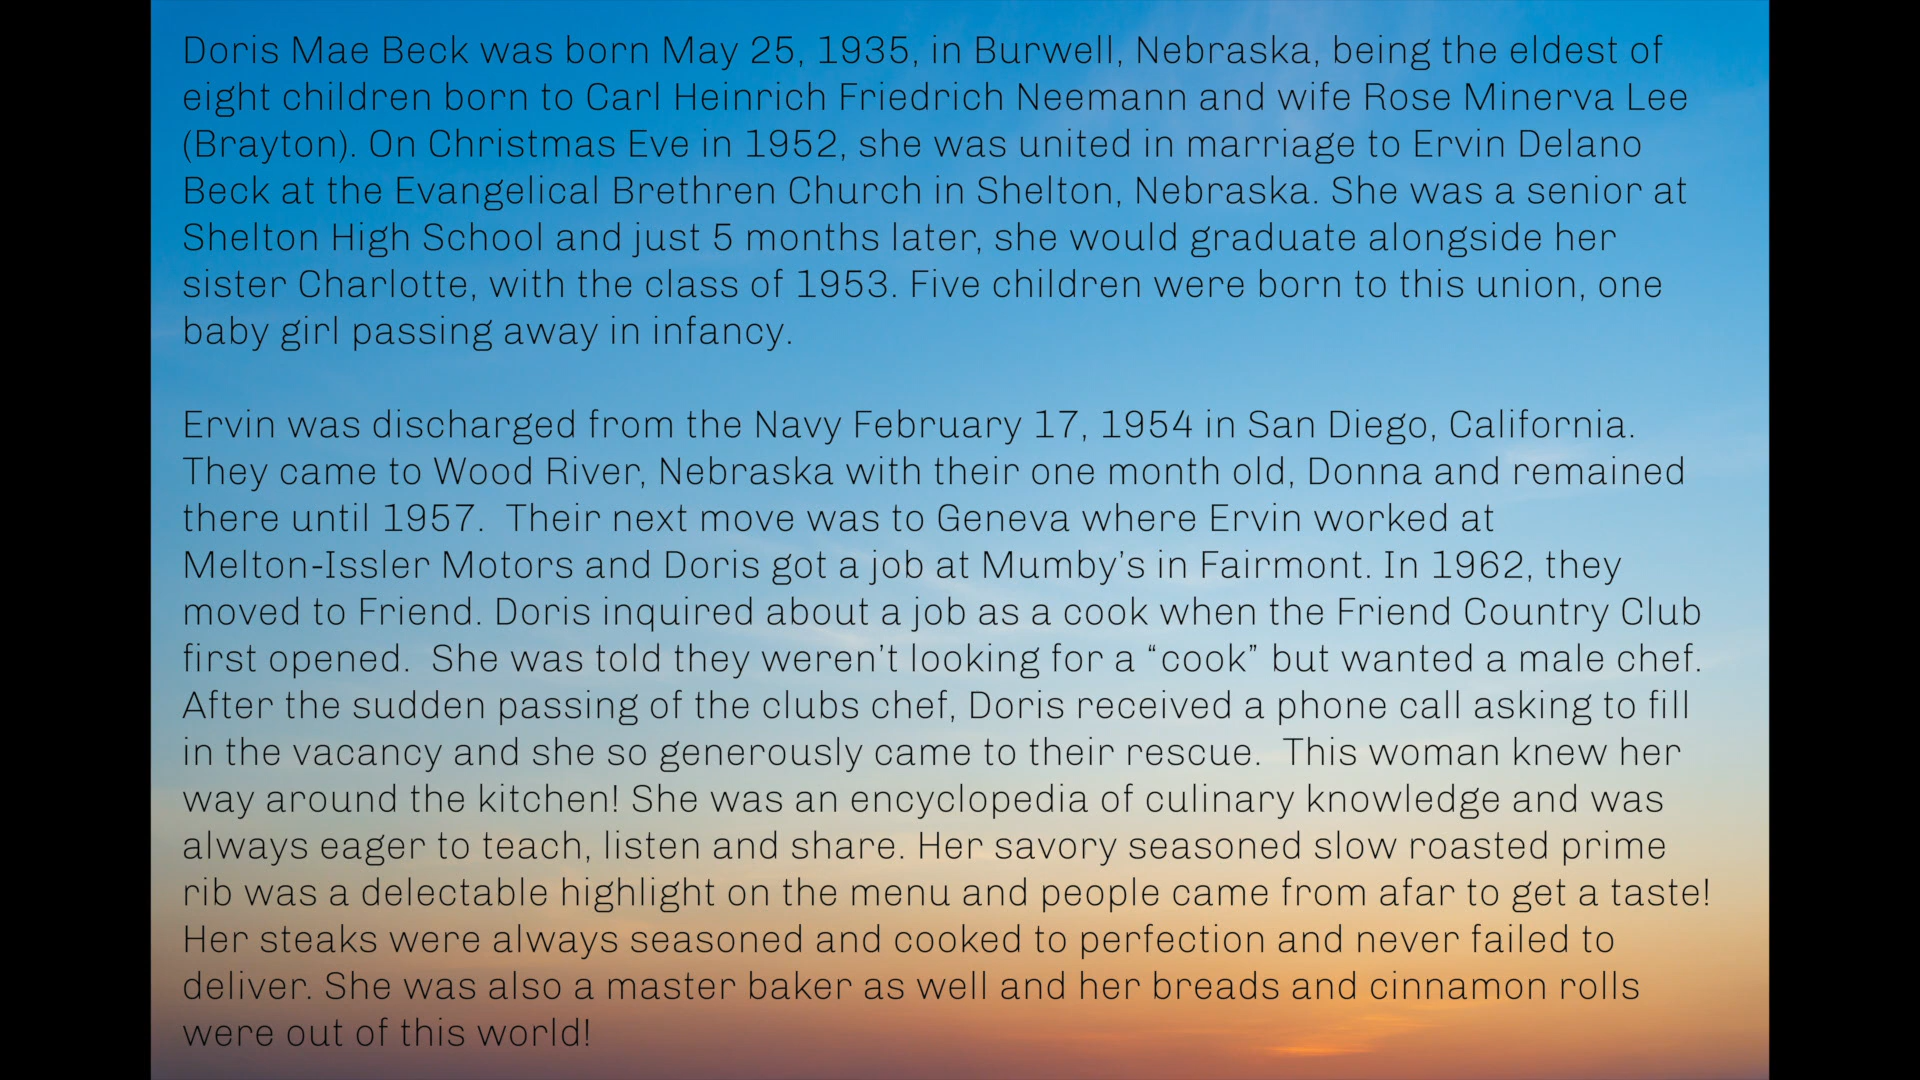 Doris Mae Beck was born May 25, 1935, in Burwell, Nebraska, being the eldest of
eight children born to Carl Heinrich Friedrich Neemann and wife Rose Minerva Lee
(Brayton). On Christmas Eve in 1952, she was united in marriage to Ervin Delano
Beck at the Evangelical Brethren Church in Shelton, Nebraska. She was a senior at
Shelton High School and just 5 months later, she would graduate alongside her
sister Charlotte, with the class of 1953. Five children were born to this union, one
baby girl passing away in infancy.
Ervin was discharged from the Navy February 17, 1954 in San Diego, California.
They came to Wood River, Nebraska with their one month old, Donna and remained
there until 1957.  Their next move was to Geneva where Ervin worked at
Melton-Issler Motors and Doris got a job at Mumby’s in Fairmont. In 1962, they
moved to Friend. Doris inquired about a job as a cook when the Friend Country Club
first opened.  She was told they weren’t looking for a “cook” but wanted a male chef.
After the sudden passing of the clubs chef, Doris received a phone call asking to fill
in the vacancy and she so generously came to their rescue.  This woman knew her
way around the kitchen! She was an encyclopedia of culinary knowledge and was
always eager to teach, listen and share. Her savory seasoned slow roasted prime
rib was a delectable highlight on the menu and people came from afar to get a taste!
Her steaks were always seasoned and cooked to perfection and never failed to
deliver. She was also a master baker as well and her breads and cinnamon rolls
were out of this world!